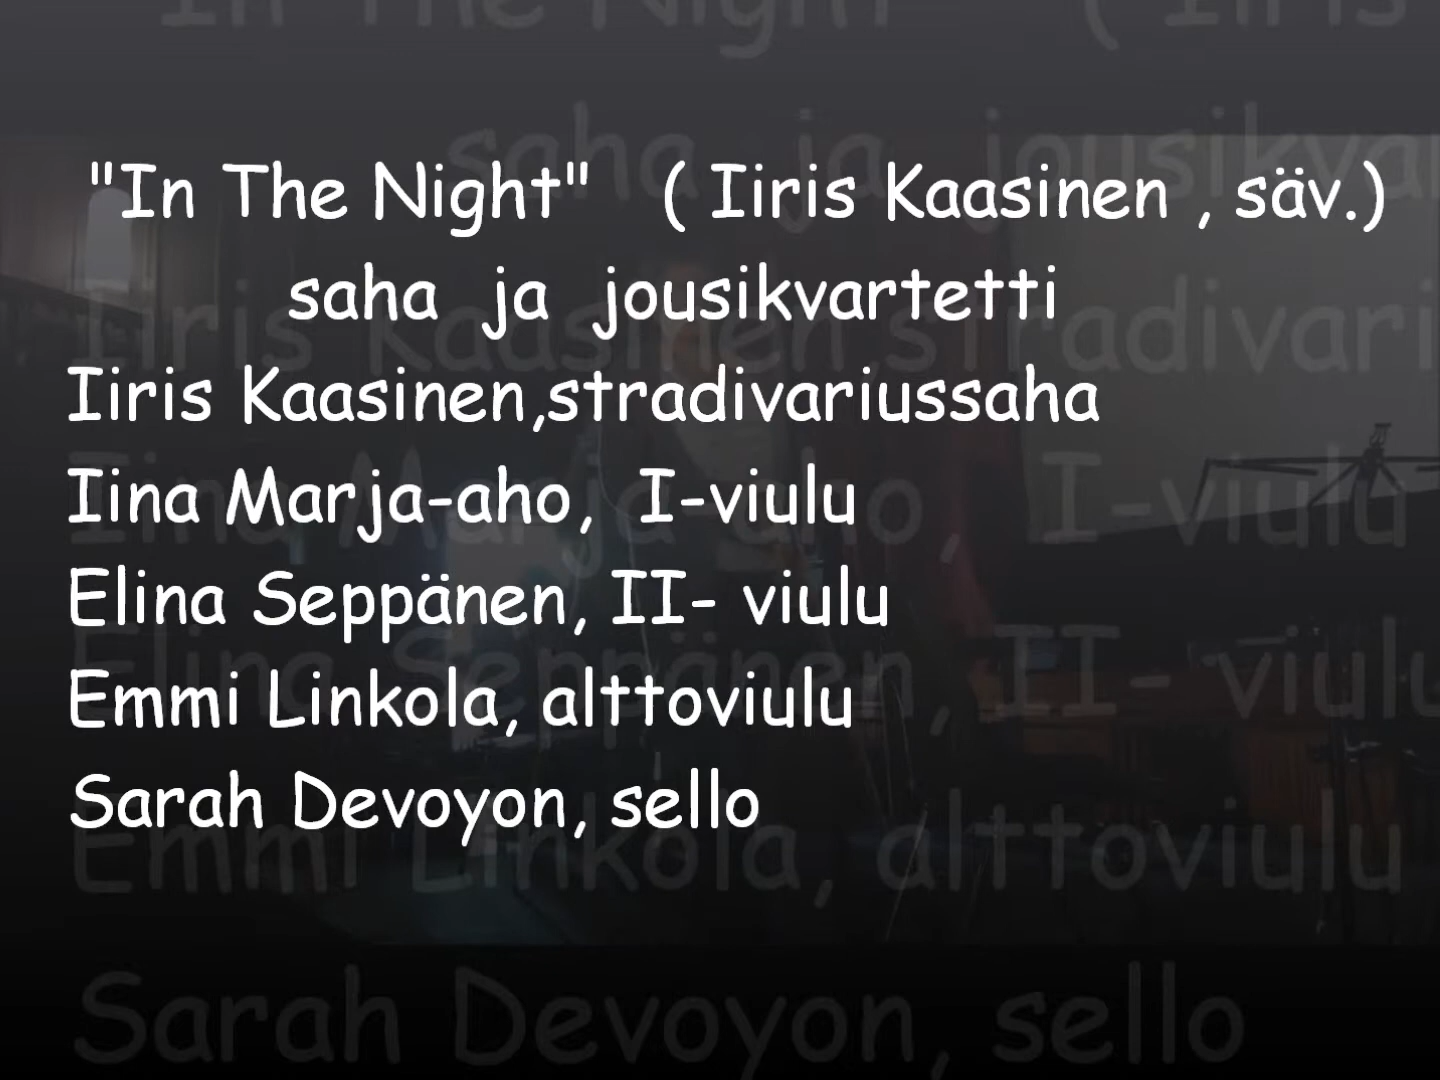 "In The Night" ( Iiris Kaasinen , säv.)
saha ja jousikvartetti
Iiris Kaasinen,stradivariussaha
Iina Marja-aho, I-viulu
Elina Seppänen, II- viulu
Emmi Linkola, alttoviulu
Sarah Devoyon, sello